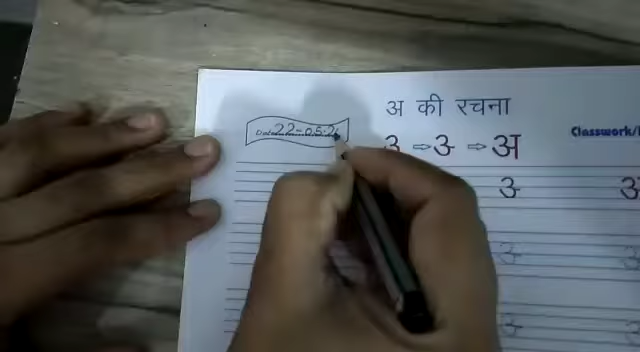 अ की रचना
Date 22-05-2
३ ⇨ उ ⇨ अ
Classwork/
उ उ
उ उ
उ उ